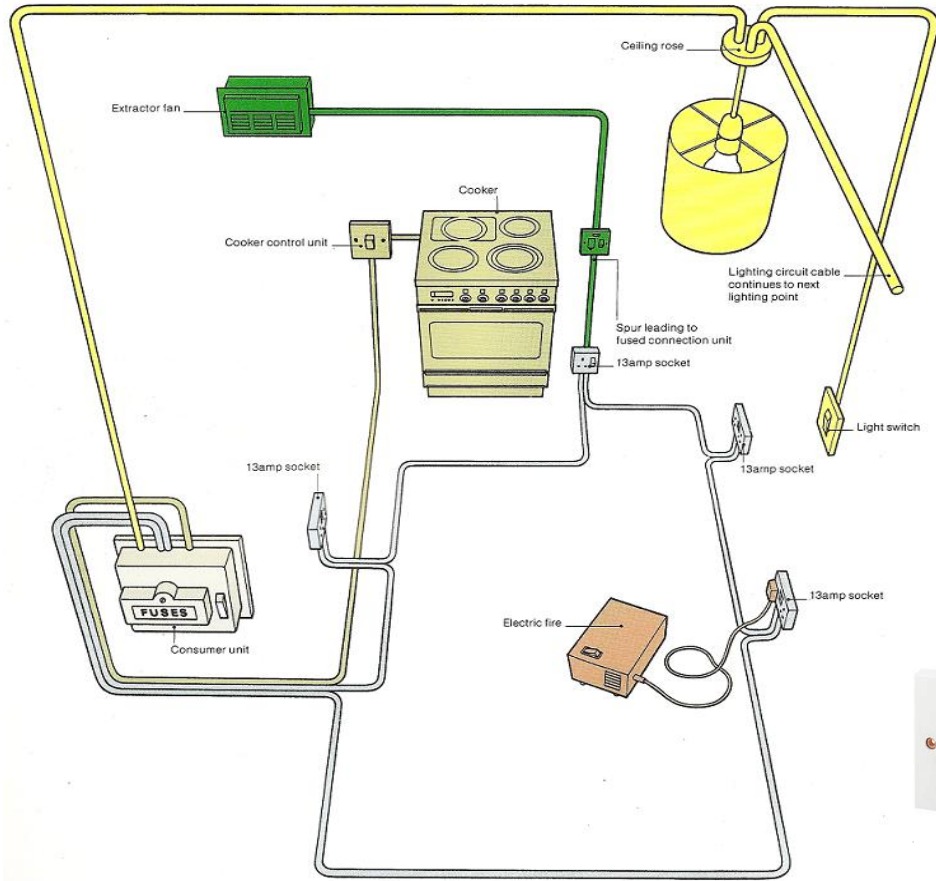 Ceiling rose
Extractor fan
Cooker
Cooker control unit
Lighting circuit cable
continues to next
lighting point
Spur leading to
fused connection unit
13amp socket
Light switch
13amp socket
13amp socket
FUSES
13amp socket
Electric fire
Consumer unit